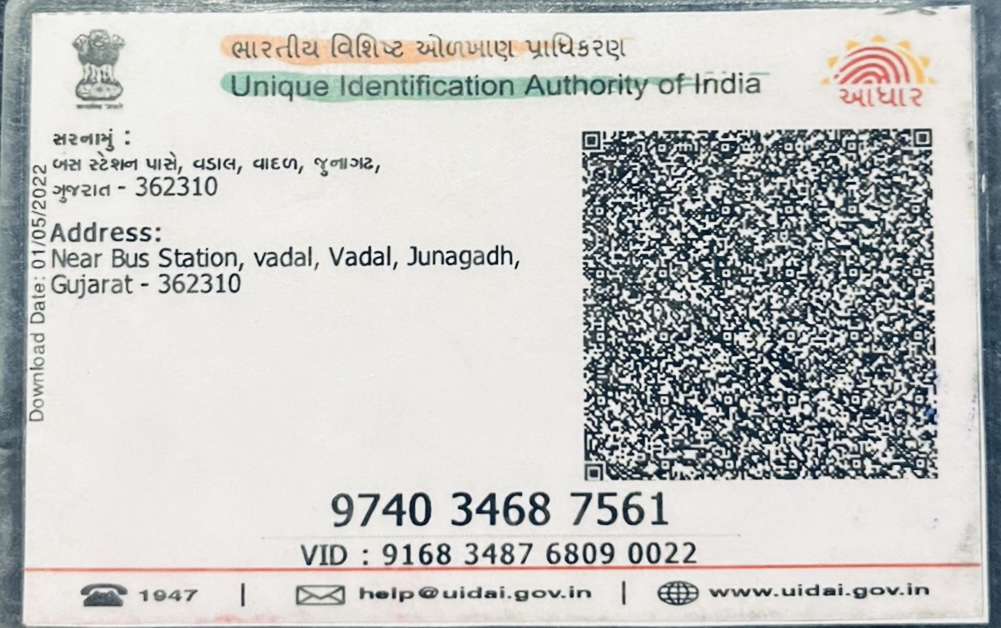 ભારતીય વિશિષ્ટ ઓળખાણ પ્રાધિકરણ
Unique Identification Authority of India
આધાર
સરનામું :
બસ સ્ટેશન પાસે, વડાલ, વાદળ, જુનાગઢ,
ગુજરાત - 362310
Address:
Near Bus Station, vadal, Vadal, Junagadh,
Gujarat - 362310
Download Date: 01/05/2022
9740 3468 7561
VID : 9168 3487 6809 0022
1947 | help@uidai.gov.in | www.uidai.gov.in